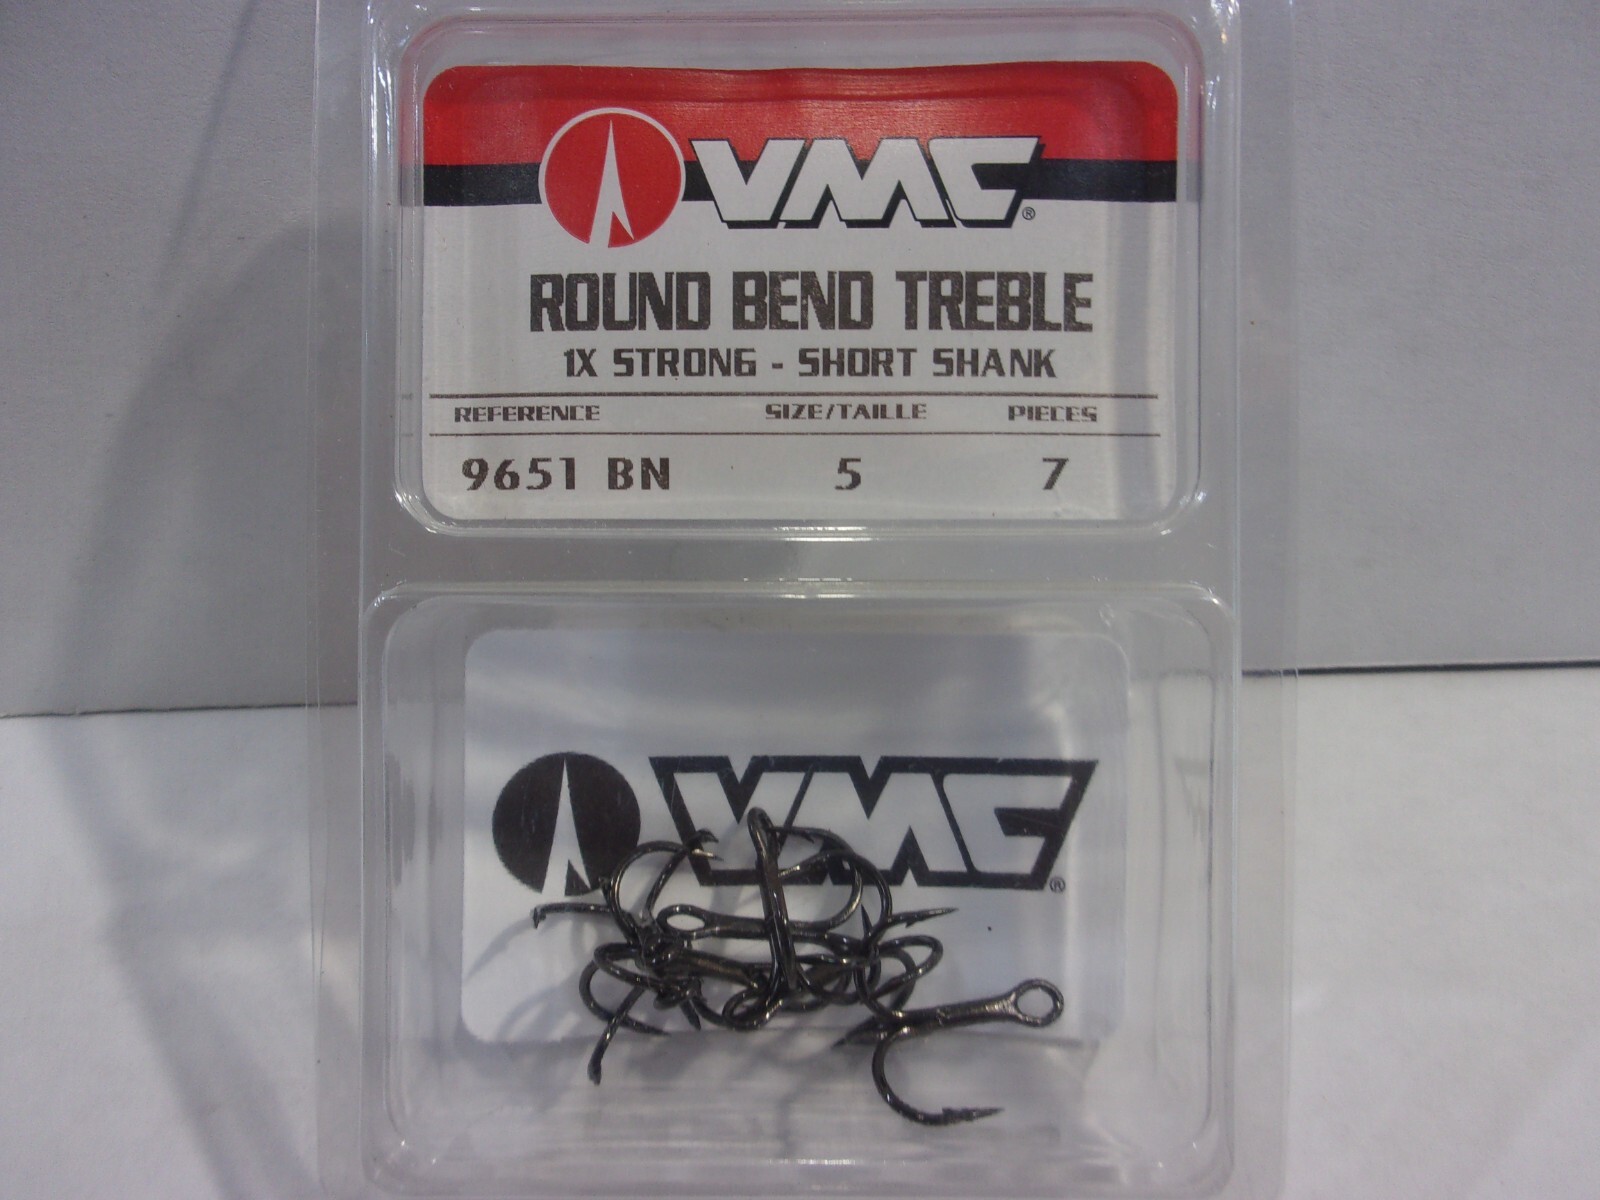 VMC®
ROUND BEND TREBLE
1X STRONG - SHORT SHANK
REFERENCE SIZE/TAILLE PIECES
9651 BN 5 7
VMC®